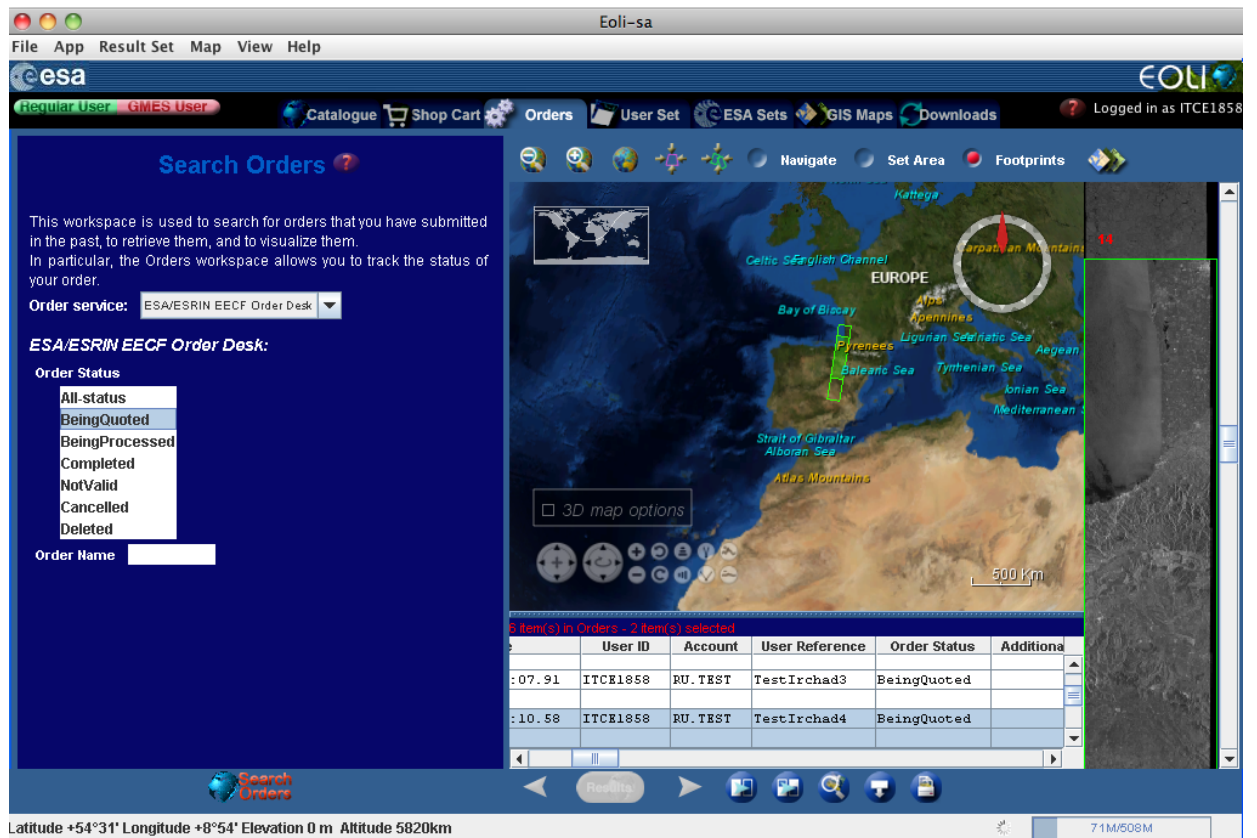 Eoli-sa
File App Result Set Map View Help
esa
EOLI
Regular User GMES User
Catalogue Shop Cart Orders User Set ESA Sets GIS Maps Downloads
? Logged in as ITCE1858
Search Orders ?
Navigate Set Area Footprints
This workspace is used to search for orders that you have submitted
in the past, to retrieve them, and to visualize them.
In particular, the Orders workspace allows you to track the status of
your order.
Order service: ESA/ESRIN EECF Order Desk
ESA/ESRIN EECF Order Desk:
Order Status
All-status
BeingQuoted
BeingProcessed
Completed
NotValid
Cancelled
Deleted
Order Name
Kattega
Carpathian Mountains
14
Celtic Sea
English Channel
EUROPE
Alps
Bay of Biscay
Apennines
Ligurian Sea
Adriatic Sea
Pyrenees
Aegean
Balearic Sea
Tyrrhenian Sea
Ionian Sea
Mediterranean
Strait of Gibraltar
Alboran Sea
Atlas Mountains
3D map options
500 Km
6 item(s) in Orders - 2 item(s) selected
User ID Account User Reference Order Status Additiona
:07.91 ITCE1858 RU.TEST TestIrchad3 BeingQuoted
:10.58 ITCE1858 RU.TEST TestIrchad4 BeingQuoted
Search
Orders
Results
Latitude +54°31' Longitude +8°54' Elevation 0 m Altitude 5820km
71M/508M